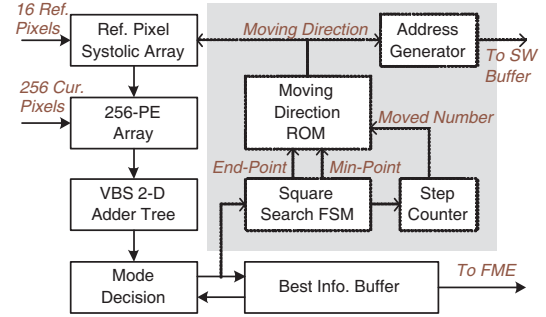 16 Ref.
Pixels
Ref. Pixel
Systolic Array
Moving Direction
Address
Generator
To SW
Buffer
256 Cur.
Pixels
256-PE
Array
Moving
Direction
ROM
Moved Number
End-Point
Min-Point
VBS 2-D
Adder Tree
Square
Search FSM
Step
Counter
Mode
Decision
Best Info. Buffer
To FME